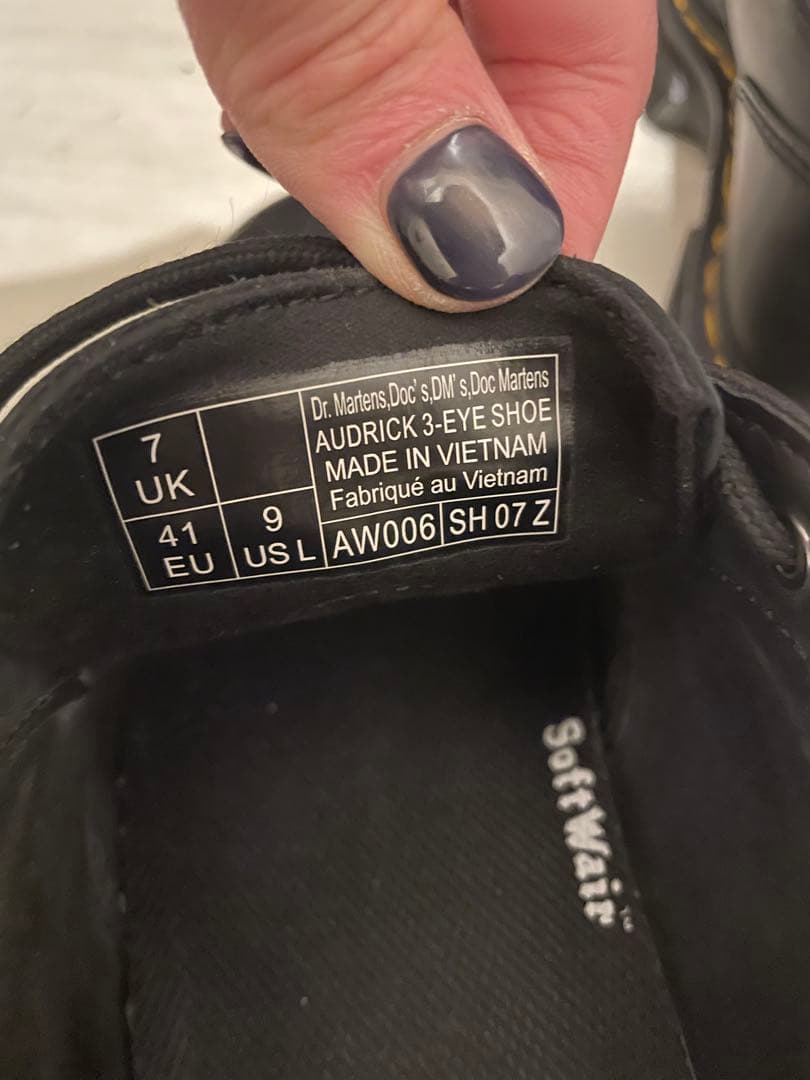 7
UK
41
EU
9
US L
Dr. Martens,Doc's,DM's,Doc Martens
AUDRICK 3-EYE SHOE
MADE IN VIETNAM
Fabriqué au Vietnam
AW006
SH 07 Z
SoftWair™